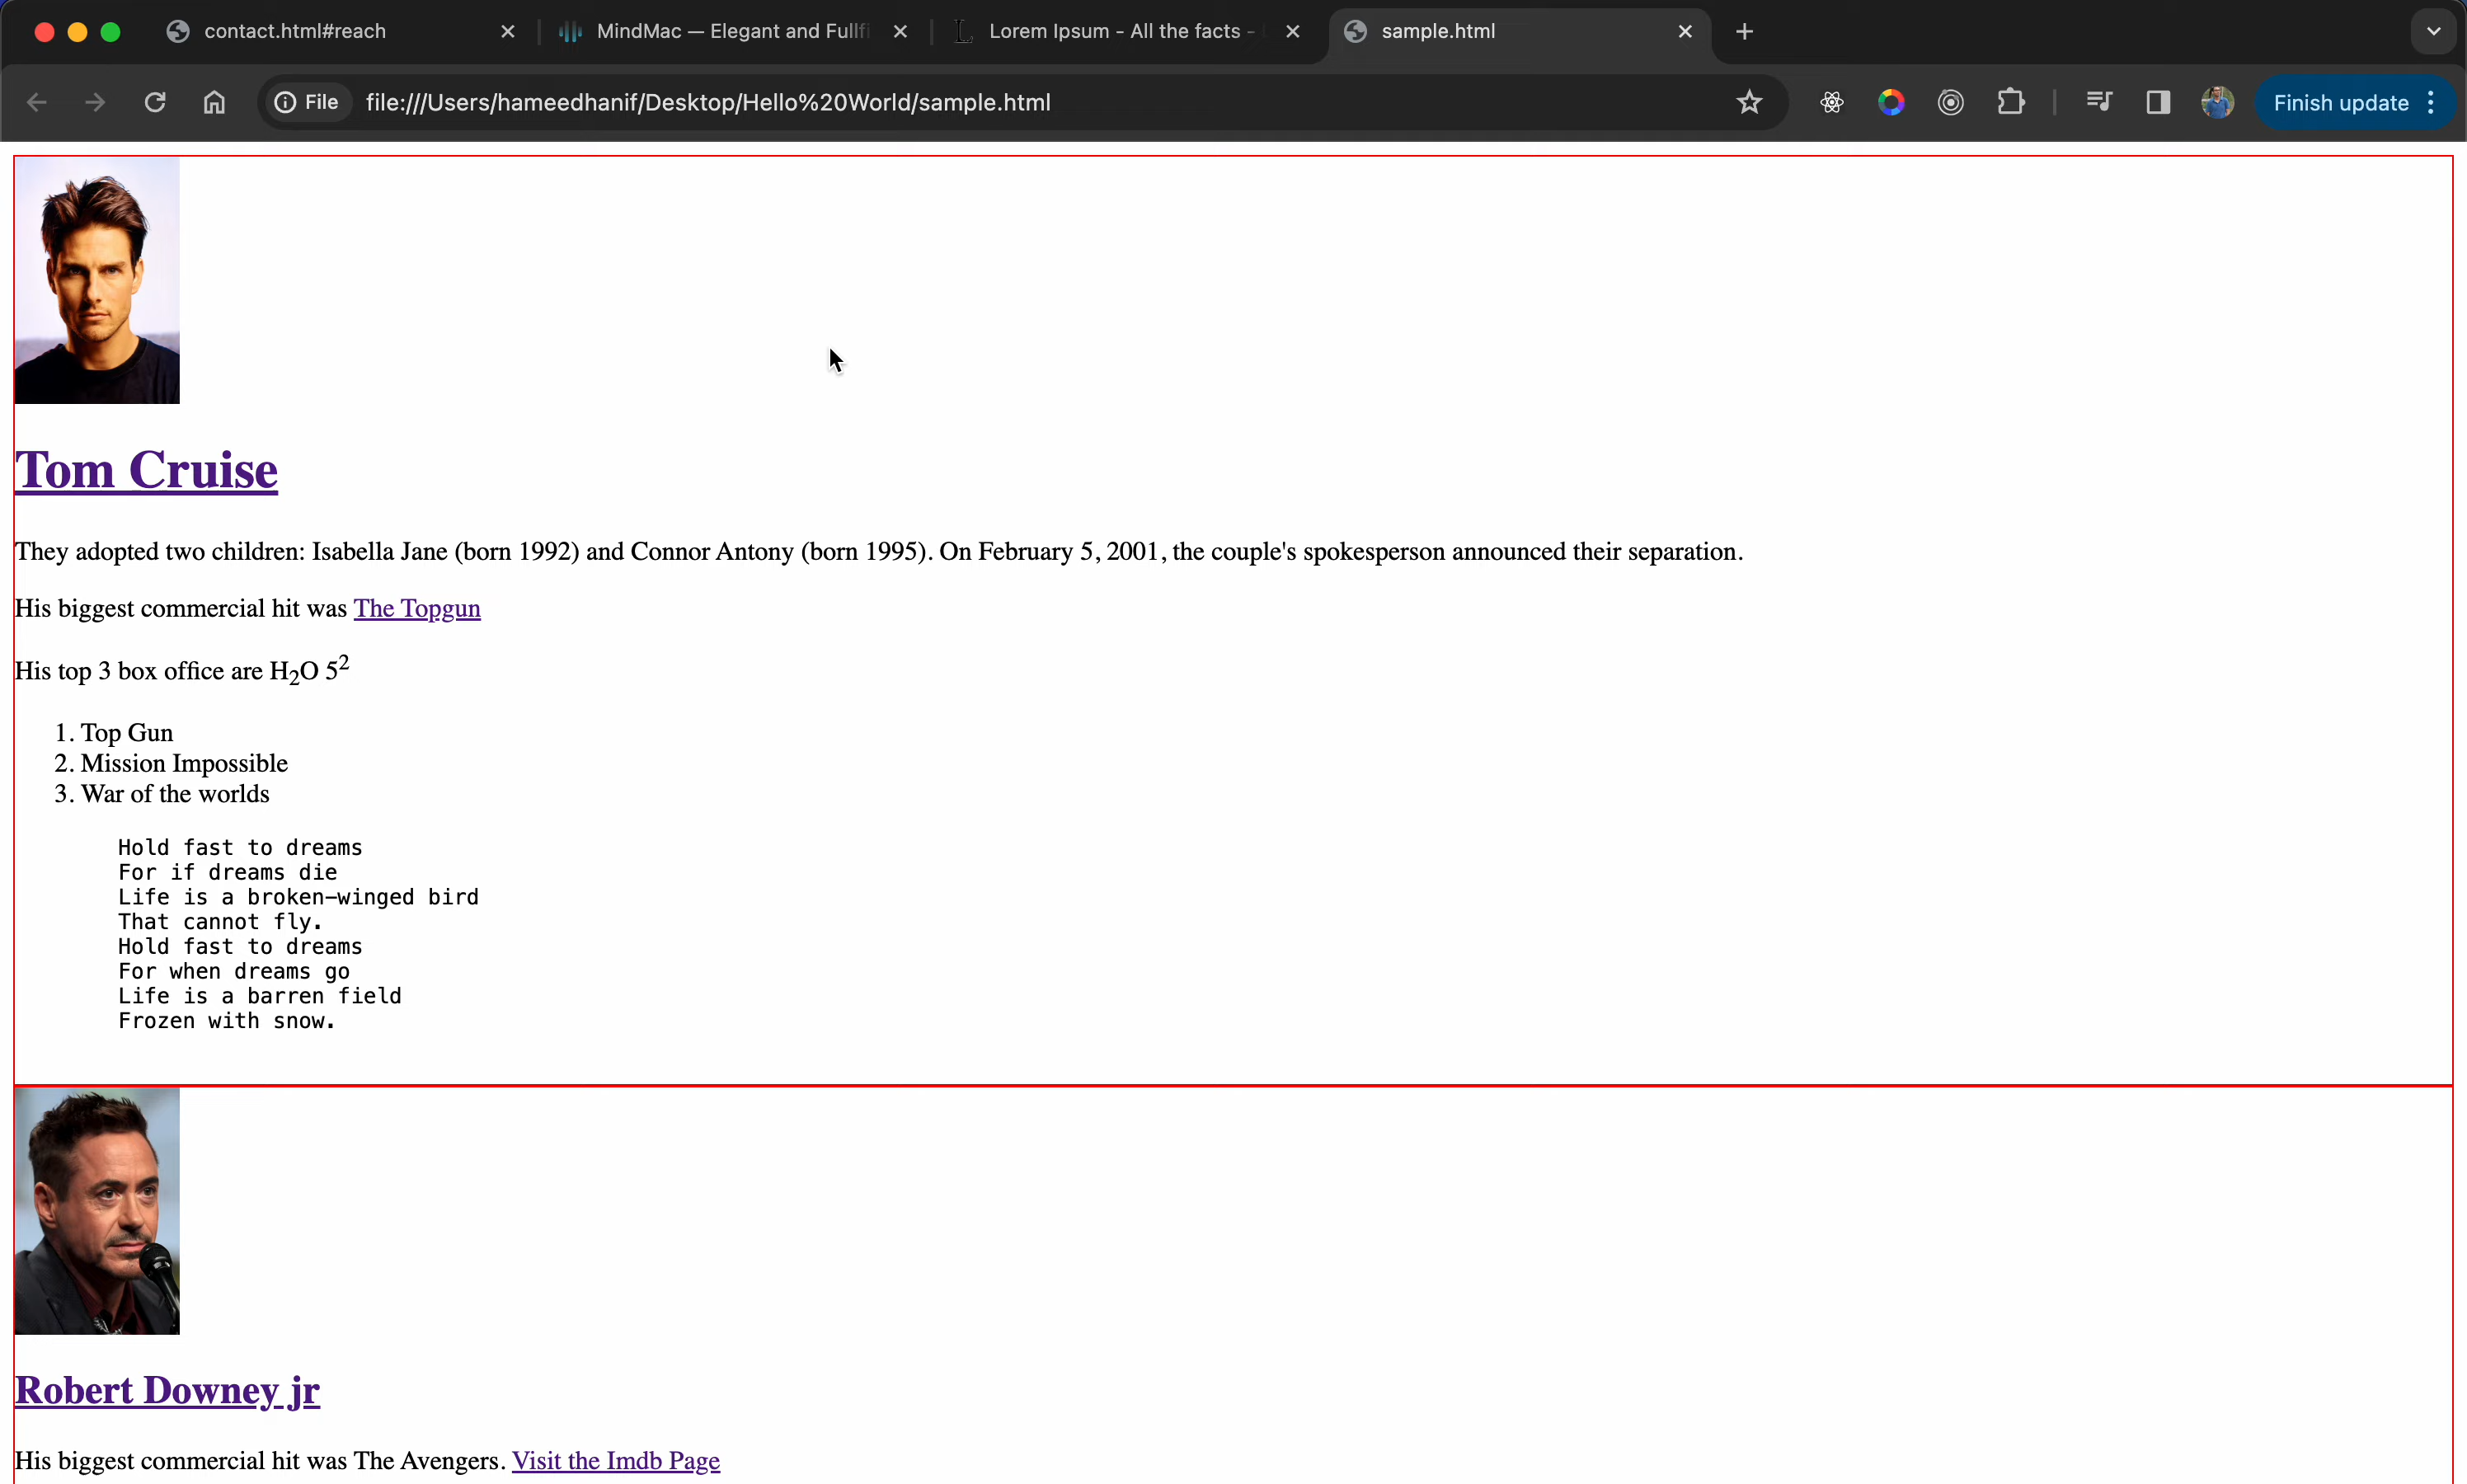 contact.html#reach
MindMac — Elegant and Fullfi
Lorem Ipsum - All the facts -
sample.html
File
file:///Users/hameedhanif/Desktop/Hello%20World/sample.html
Finish update
Tom Cruise
They adopted two children: Isabella Jane (born 1992) and Connor Antony (born 1995). On February 5, 2001, the couple's spokesperson announced their separation.
His biggest commercial hit was The Topgun
His top 3 box office are H₂O 5²
1. Top Gun
2. Mission Impossible
3. War of the worlds
Hold fast to dreams
For if dreams die
Life is a broken-winged bird
That cannot fly.
Hold fast to dreams
For when dreams go
Life is a barren field
Frozen with snow.
Robert Downey jr
His biggest commercial hit was The Avengers. Visit the Imdb Page